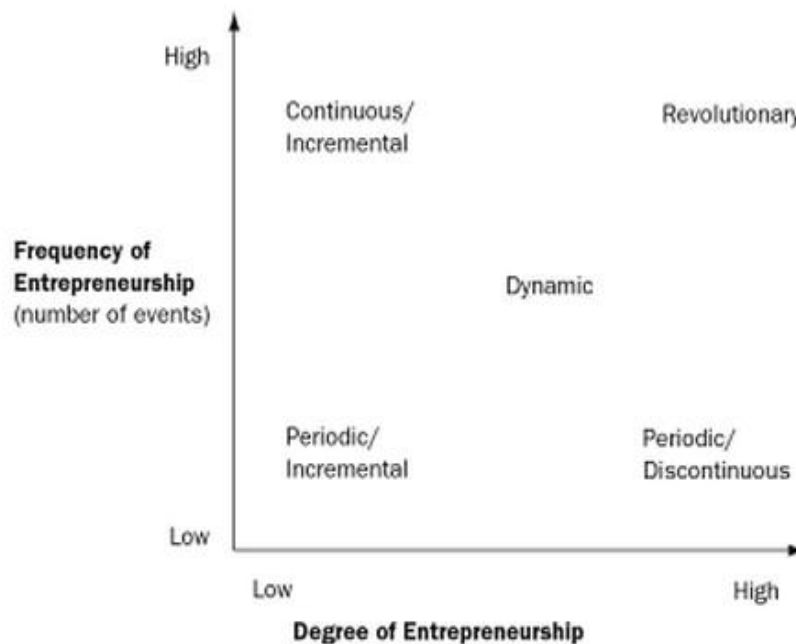 High
Continuous/
Incremental
Revolutionary
Frequency of
Entrepreneurship
(number of events)
Dynamic
Periodic/
Incremental
Periodic/
Discontinuous
Low
Low
High
Degree of Entrepreneurship